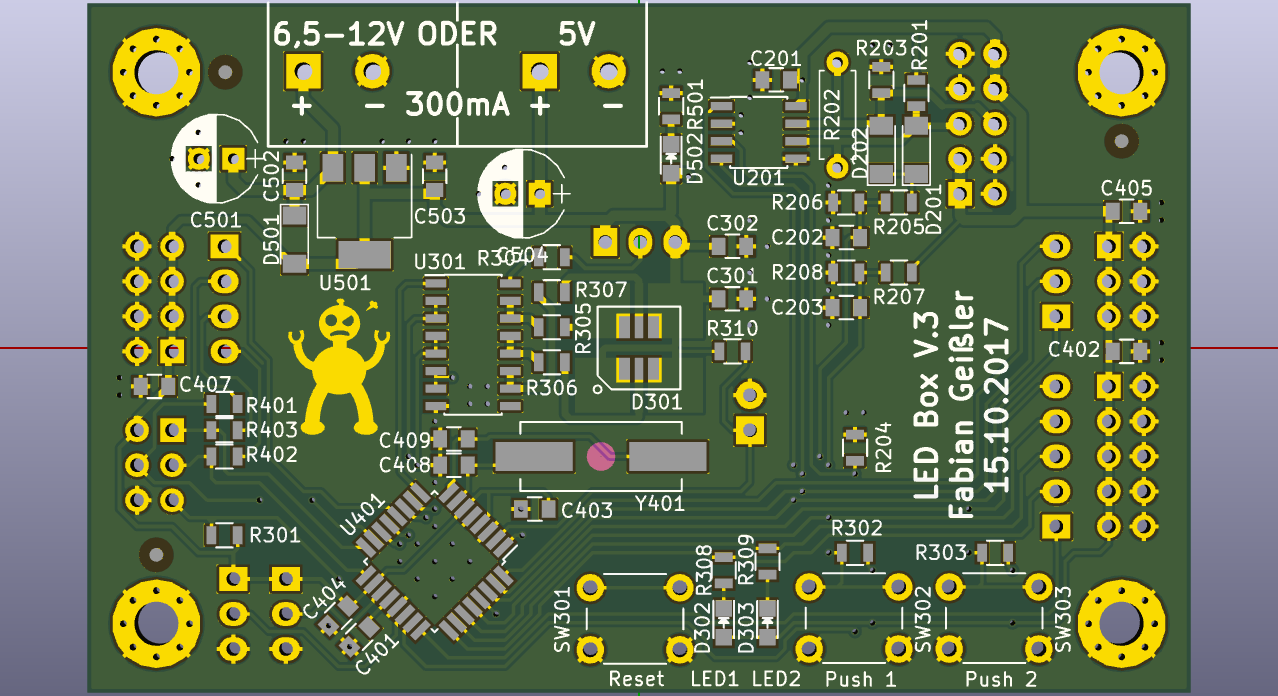 6,5-12V ODER 5V
+ - 300mA + -
C201
R203
R201
R501
R202
D502
D202
U201
C502
C501
D501
C503
D201
C405
R206
R205
C202
C302
C504
R304
U301
U501
R307
C301
R208
R207
C203
R305
R310
C402
R306
D301
C407
R401
R403
R402
C409
C408
R204
LED Box V.3
Fabian Geißler
15.10.2017
Y401
C403
U401
R301
R302
R303
R308
R309
C404
C401
SW301
D302
D303
SW302
SW303
Reset LED1 LED2 Push 1 Push 2